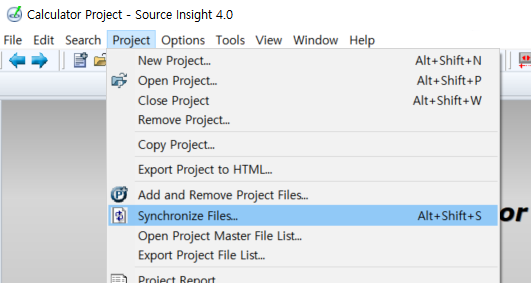 Calculator Project - Source Insight 4.0
File Edit Search Project Options Tools View Window Help
New Project... Alt+Shift+N
Open Project... Alt+Shift+P
Close Project Alt+Shift+W
Remove Project...
Copy Project...
Export Project to HTML...
Add and Remove Project Files...
Synchronize Files... Alt+Shift+S
or
Open Project Master File List...
Export Project File List...
Project Report